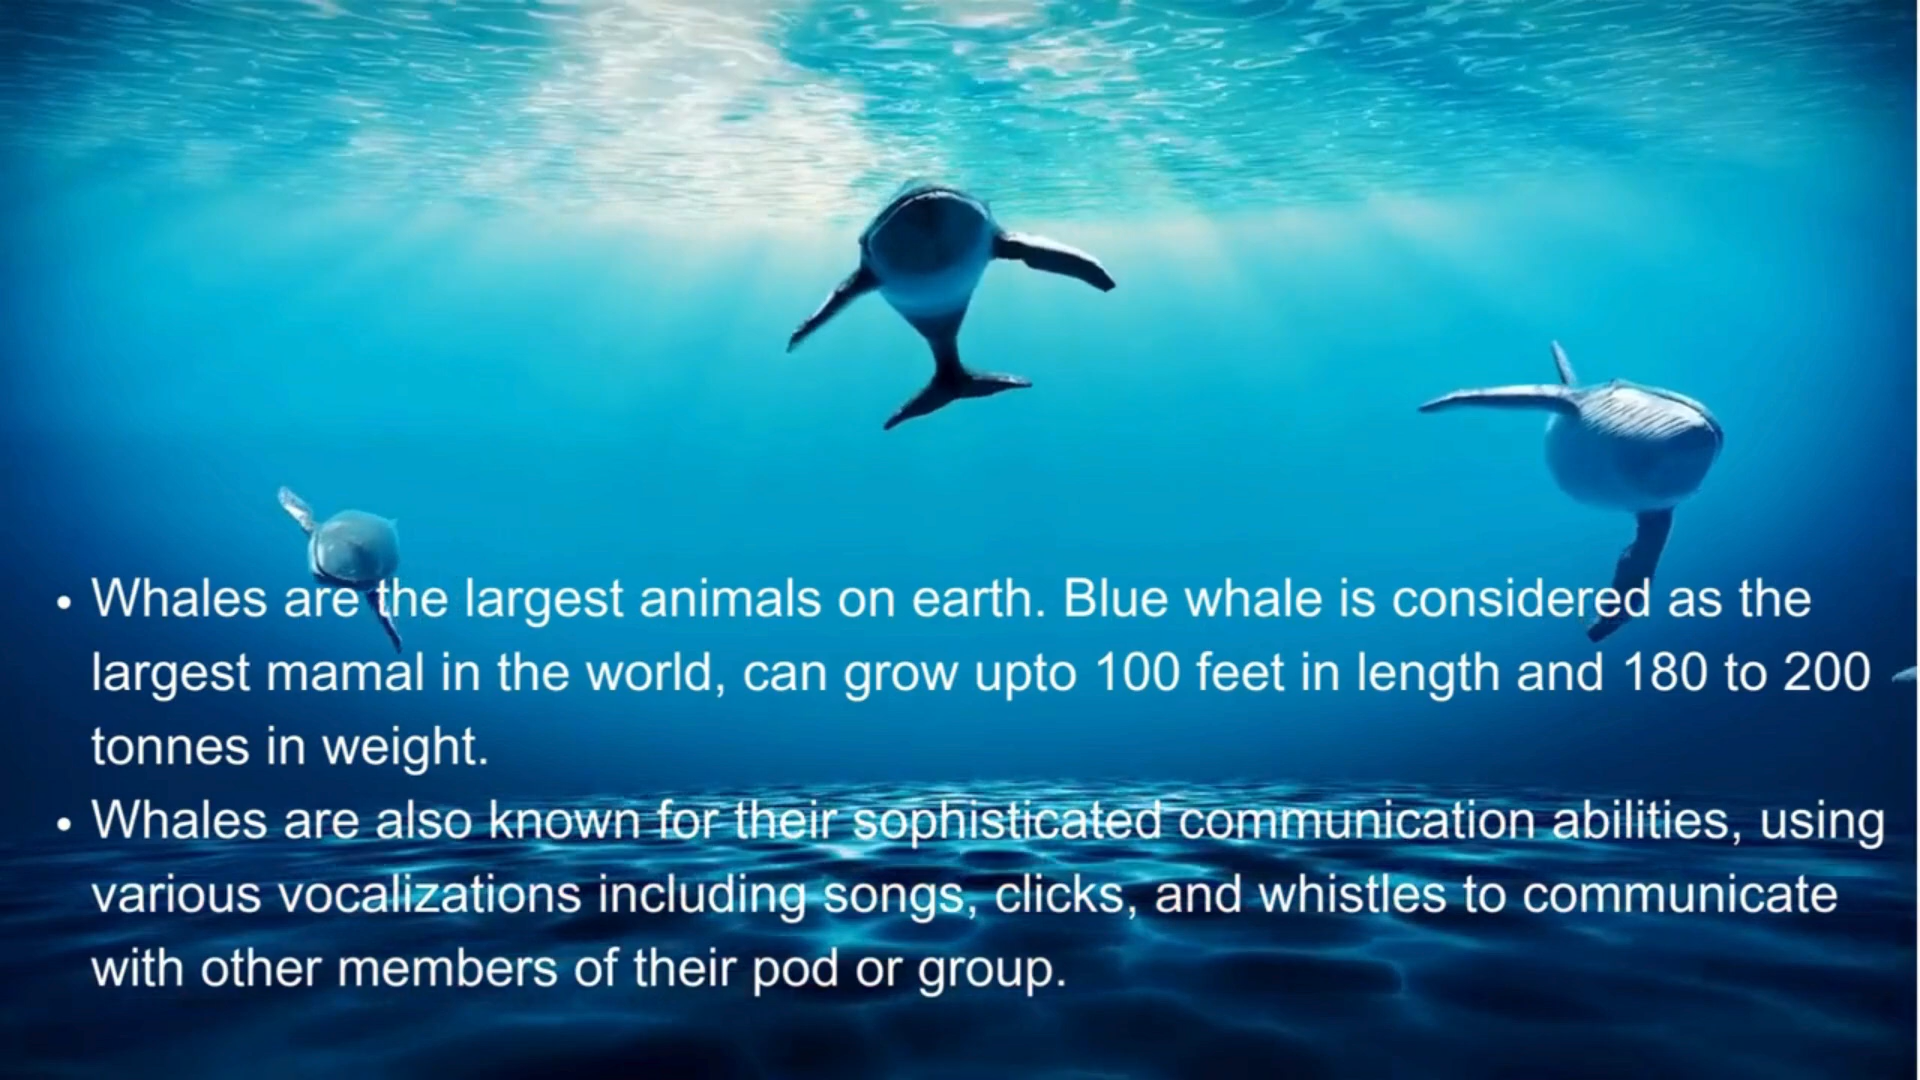 • Whales are the largest animals on earth. Blue whale is considered as the
largest mamal in the world, can grow upto 100 feet in length and 180 to 200
tonnes in weight.
• Whales are also known for their sophisticated communication abilities, using
various vocalizations including songs, clicks, and whistles to communicate
with other members of their pod or group.